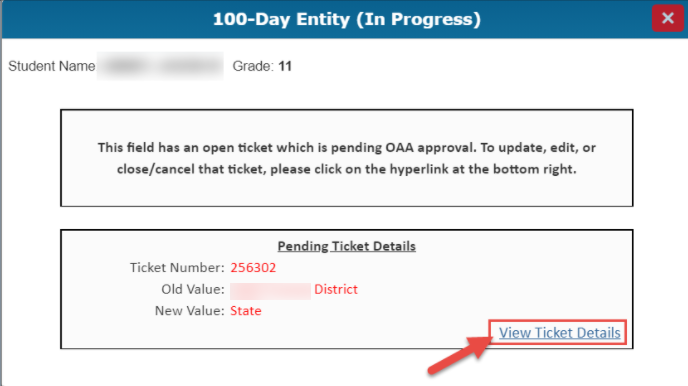 100-Day Entity (In Progress)
Student Name Grade: 11
This field has an open ticket which is pending OAA approval. To update, edit, or
close/cancel that ticket, please click on the hyperlink at the bottom right.
Pending Ticket Details
Ticket Number: 256302
Old Value: District
New Value: State
View Ticket Details